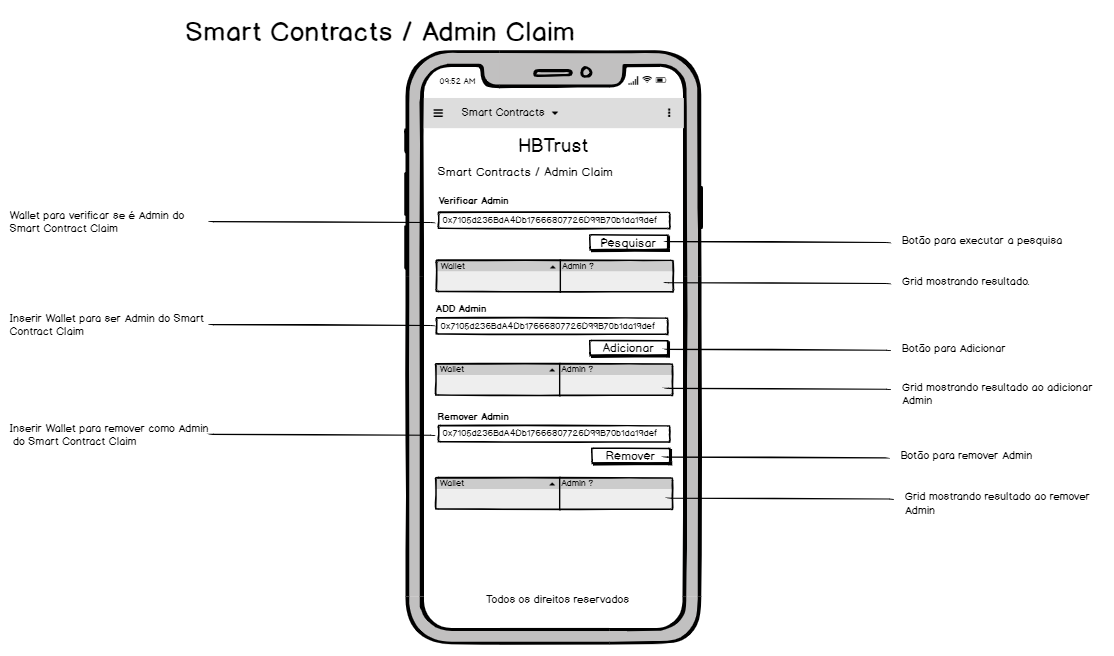 Smart Contracts / Admin Claim
09:52 AM
Smart Contracts
HBTrust
Smart Contracts / Admin Claim
Verificar Admin
Wallet para verificar se é Admin do
Smart Contract Claim
0x7105d236BdA4Db17666807726D99B70b1da19def
Pesquisar
Botão para executar a pesquisa
Wallet Admin ?
Grid mostrando resultado.
ADD Admin
Inserir Wallet para ser Admin do Smart
Contract Claim
0x7105d236BdA4Db17666807726D99B70b1da19def
Adicionar
Botão para Adicionar
Wallet Admin ?
Grid mostrando resultado ao adicionar
Admin
Remover Admin
Inserir Wallet para remover como Admin
do Smart Contract Claim
0x7105d236BdA4Db17666807726D99B70b1da19def
Remover
Botão para remover Admin
Wallet Admin ?
Grid mostrando resultado ao remover
Admin
Todos os direitos reservados